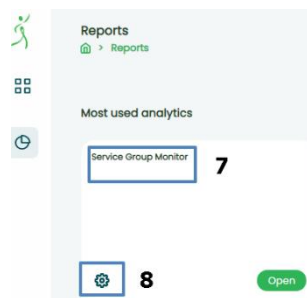 Reports
> Reports
Most used analytics
Service Group Monitor
7
8
Open